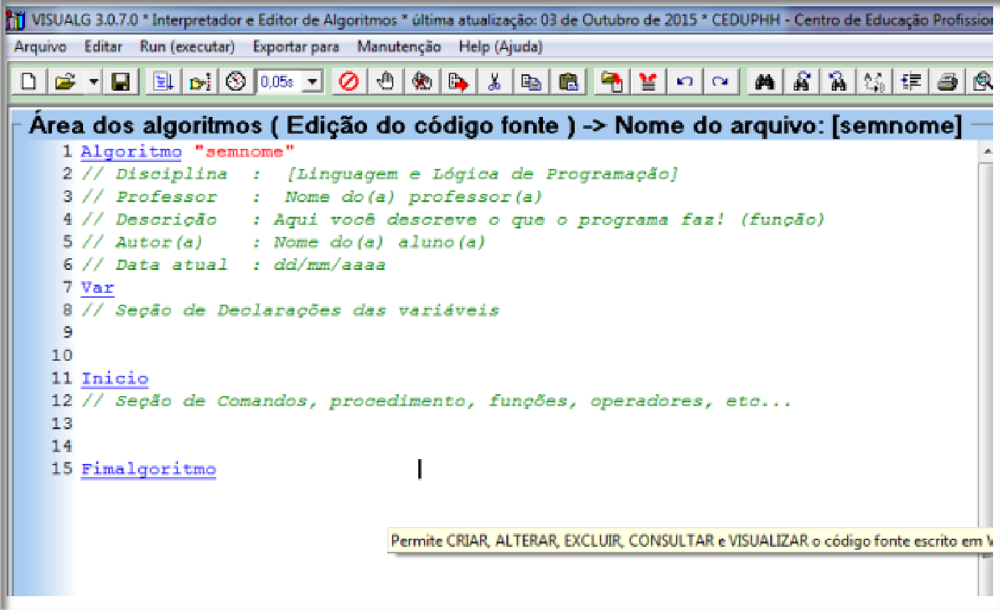 VISUALG 3.0.7.0 * Interpretador e Editor de Algoritmos * última atualização: 03 de Outubro de 2015 * CEDUPHH - Centro de Educação Profission
Arquivo Editar Run (executar) Exportar para Manutenção Help (Ajuda)
0,05s
Área dos algoritmos ( Edição do código fonte ) -> Nome do arquivo: [semnome]
1 Algoritmo "semnome"
2 // Disciplina : [Linguagem e Lógica de Programação]
3 // Professor : Nome do(a) professor(a)
4 // Descrição : Aqui você descreve o que o programa faz! (função)
5 // Autor(a) : Nome do(a) aluno(a)
6 // Data atual : dd/mm/aaaa
7 Var
8 // Seção de Declarações das variáveis
9
10
11 Inicio
12 // Seção de Comandos, procedimento, funções, operadores, etc...
13
14
15 Fimalgoritmo
Permite CRIAR, ALTERAR, EXCLUIR, CONSULTAR e VISUALIZAR o código fonte escrito em V